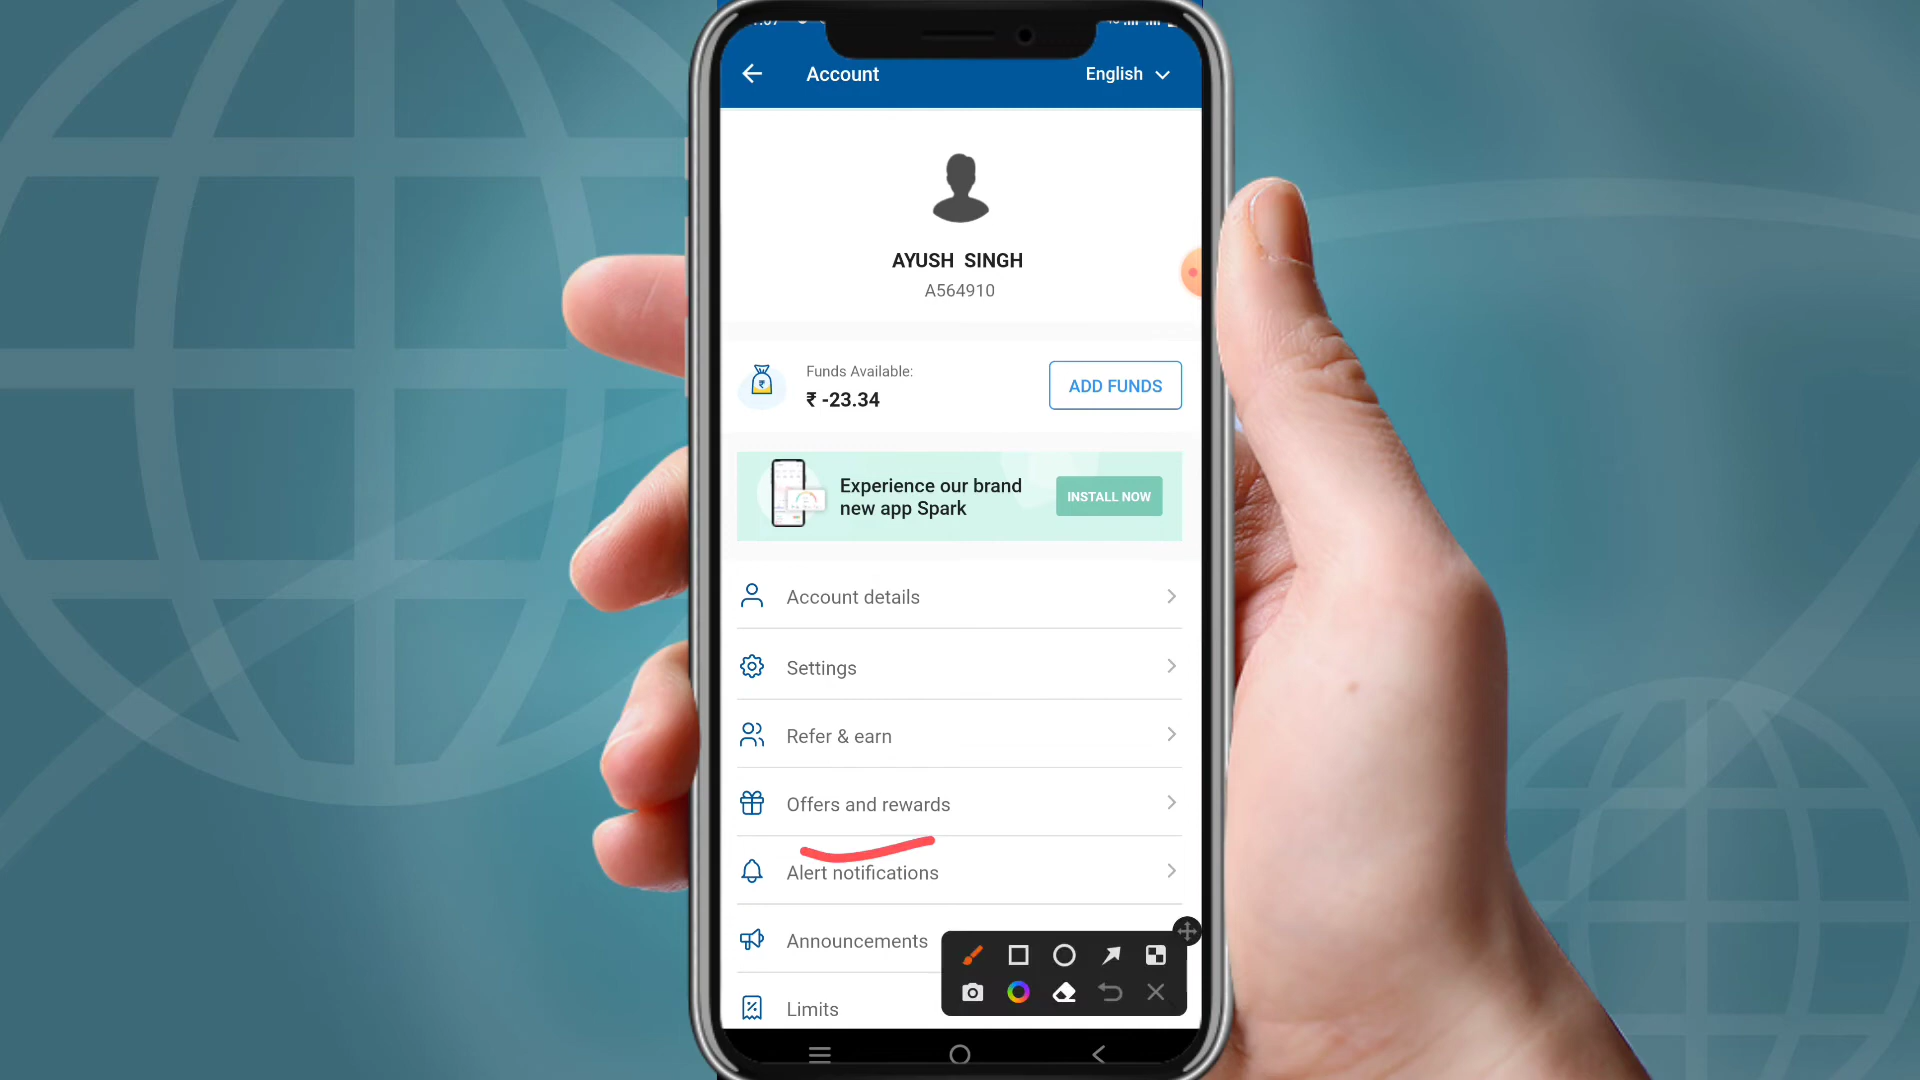 Account
English
AYUSH SINGH
A564910
Funds Available:
₹ -23.34
ADD FUNDS
Experience our brand
new app Spark
INSTALL NOW
Account details
Settings
Refer & earn
Offers and rewards
Alert notifications
Announcements
Limits